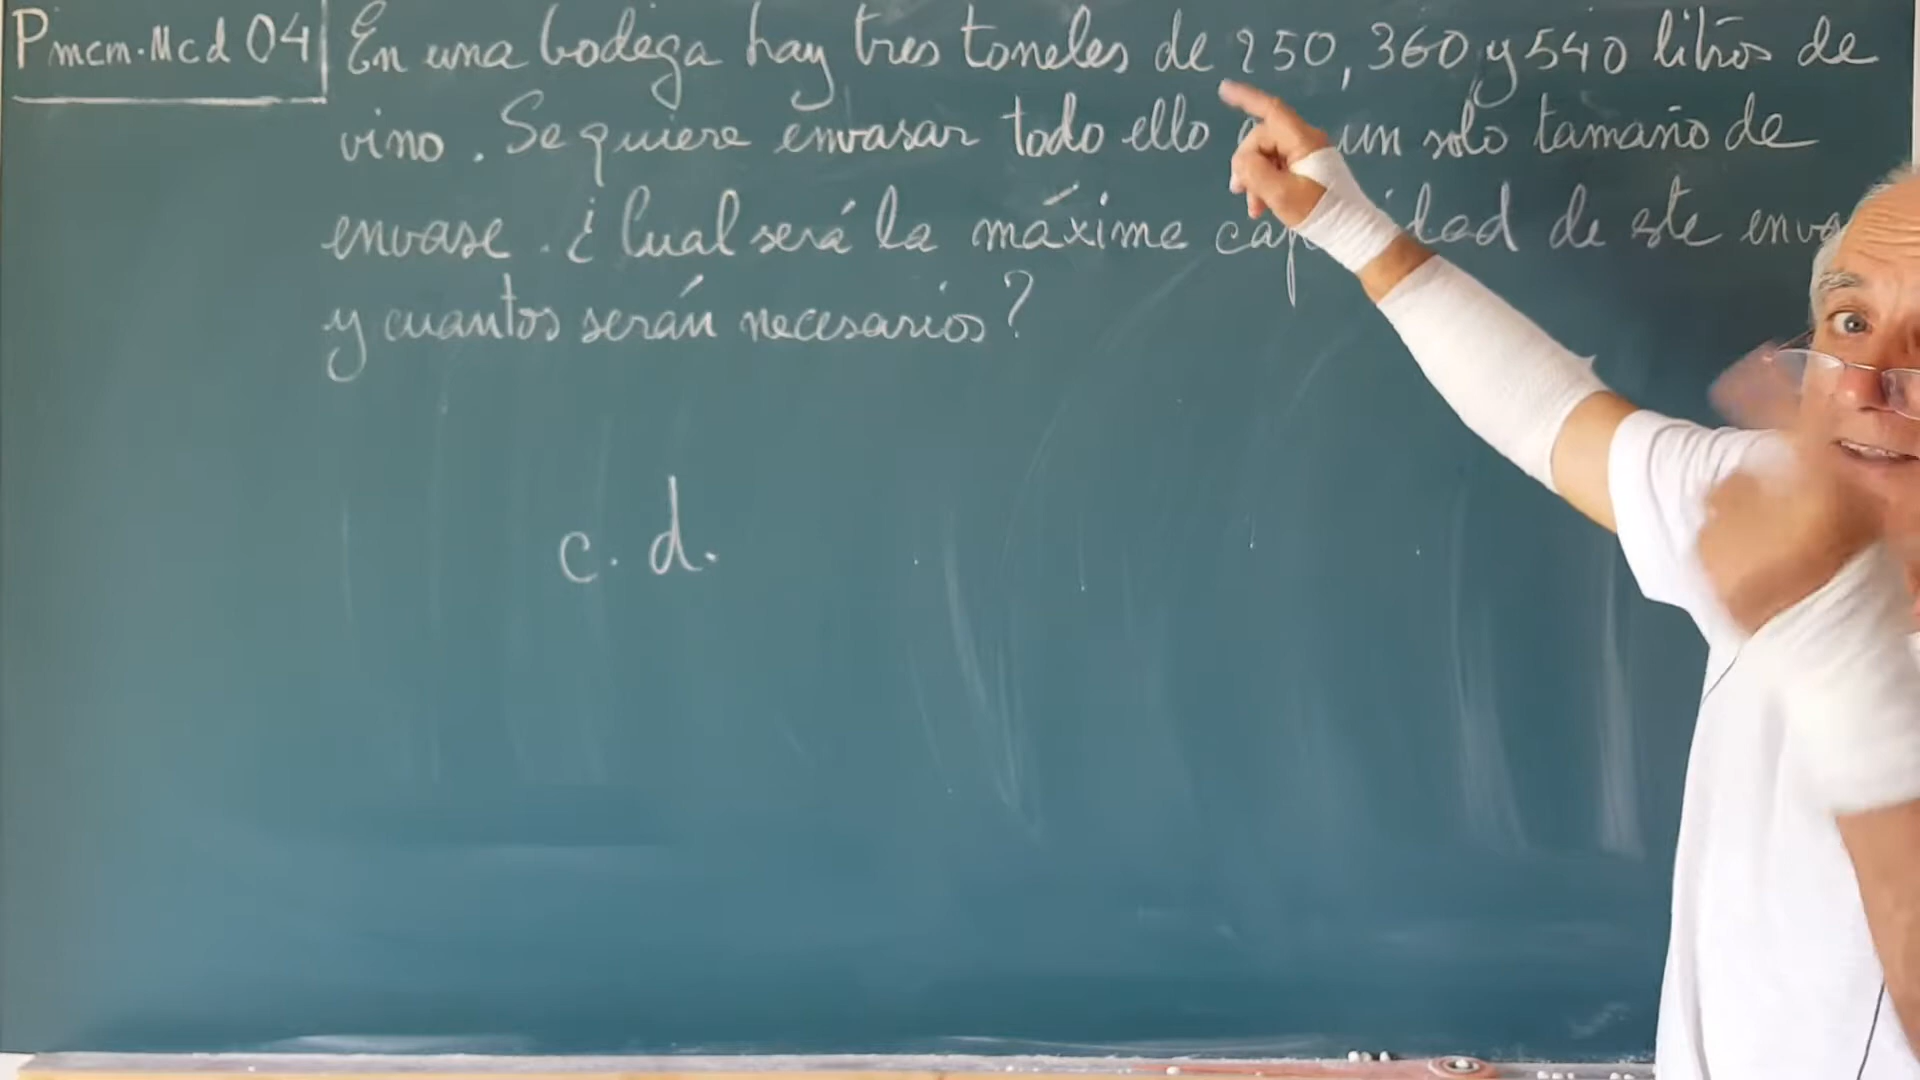 Pmcm.Mcd 04
En una bodega hay tres toneles de 250, 360 y 540 litros de
vino. Se quiere envasar todo ello un solo tamaño de
envase. ¿Cual será la máxima de este
y cuantos serán necesarios?
c. d.